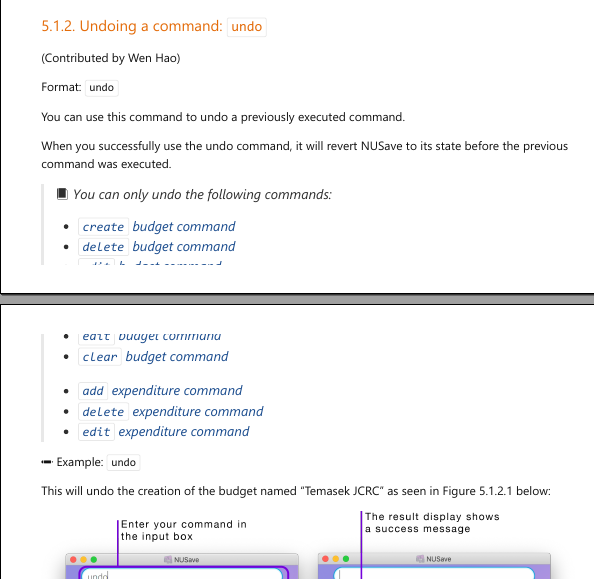 5.1.2. Undoing a command: undo
(Contributed by Wen Hao)
Format: undo
You can use this command to undo a previously executed command.
When you successfully use the undo command, it will revert NUSave to its state before the previous
command was executed.
You can only undo the following commands:
create budget command
delete budget command
edit budget command
edit budget command
clear budget command
add expenditure command
delete expenditure command
edit expenditure command
Example: undo
This will undo the creation of the budget named “Temasek JCRC” as seen in Figure 5.1.2.1 below:
Enter your command in
the input box
The result display shows
a success message
NUSave
NUSave
undo